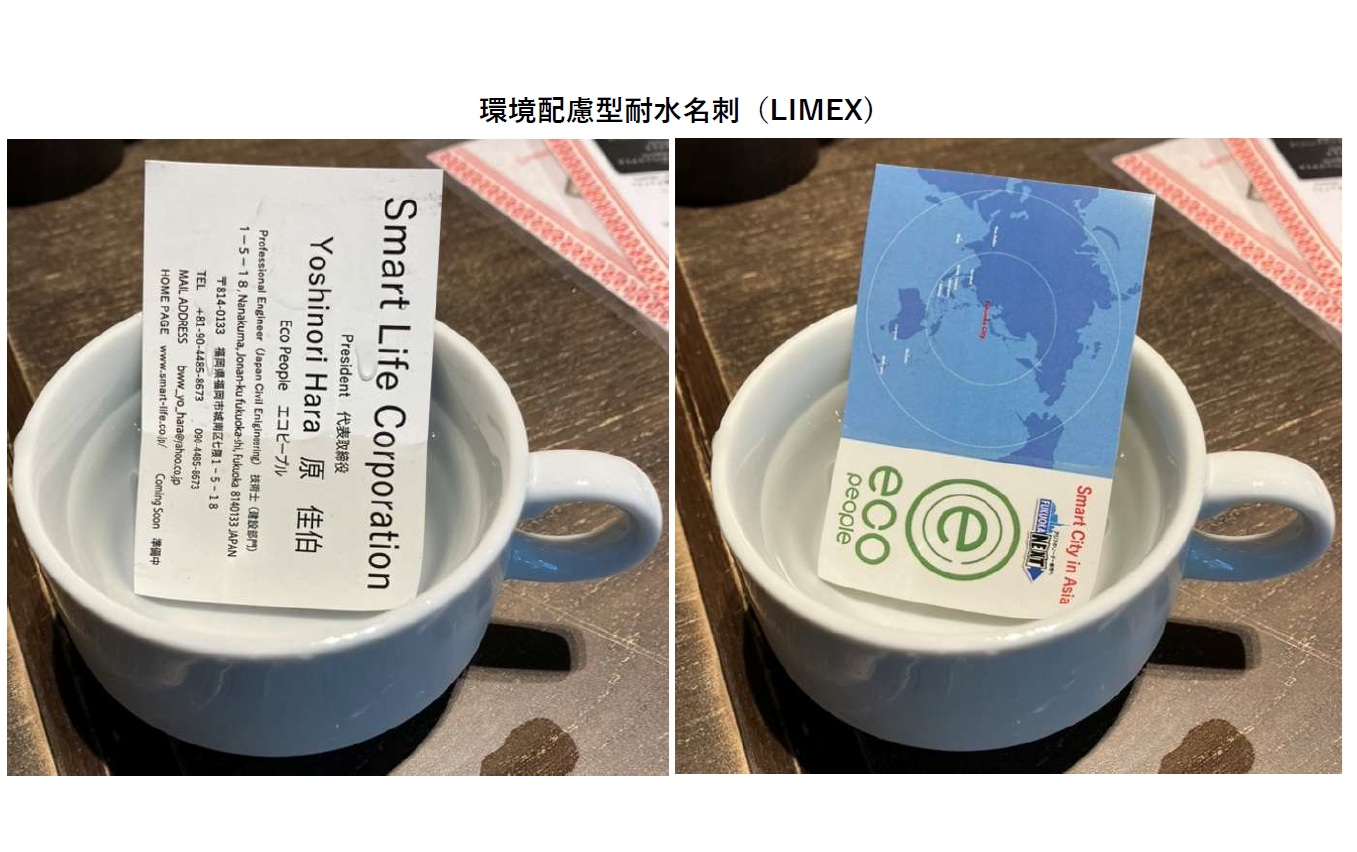 環境配慮型耐水名刺（LIMEX）
Smart Life Corporation
President 代表取締役
Yoshinori Hara 原 佳伯
Eco People エコピープル
Professional Engineer (Japan Civil Eniginering) 技術士（建設部門）
1－5－18, Nanakuma, Jonan-ku fukuoka-shi, Fukuoka 8140133 JAPAN
〒814-0133 福岡県福岡市城南区七隈1－5－18
TEL +81-90-4485-8673 090-4485-8673
MAIL ADDRESS bww_yo_hara@yahoo.co.jp
HOME PAGE www.smart-life.co.jp/ Coming Soon 準備中
Fukuoka City
Smart City in Asia
FUKUOKA
NEXT
e
eco
people